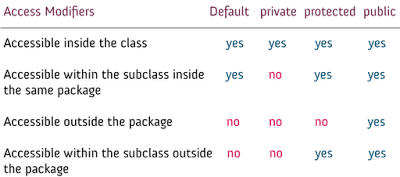 Access Modifiers Default private protected public
Accessible inside the class yes yes yes yes
Accessible within the subclass inside yes no yes yes
the same package
Accessible outside the package no no no yes
Accessible within the subclass outside no no yes yes
the package